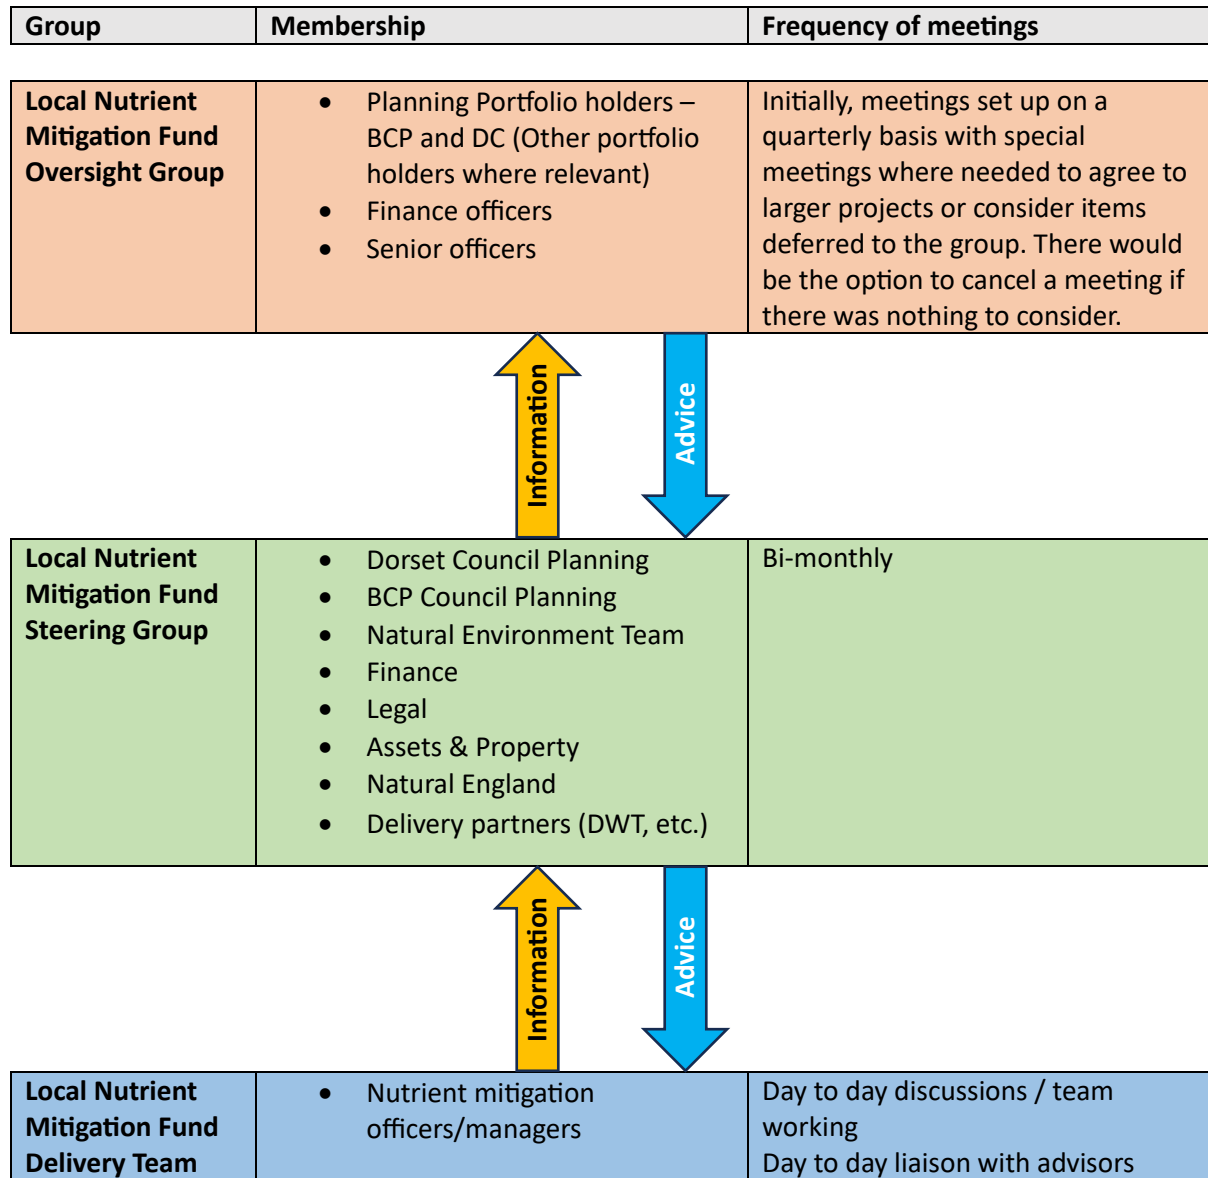 Group
Membership
Frequency of meetings
Local Nutrient
Mitigation Fund
Oversight Group
• Planning Portfolio holders –
BCP and DC (Other portfolio
holders where relevant)
• Finance officers
• Senior officers
Initially, meetings set up on a
quarterly basis with special
meetings where needed to agree to
larger projects or consider items
deferred to the group. There would
be the option to cancel a meeting if
there was nothing to consider.
Information
Advice
Local Nutrient
Mitigation Fund
Steering Group
• Dorset Council Planning
• BCP Council Planning
• Natural Environment Team
• Finance
• Legal
• Assets & Property
• Natural England
• Delivery partners (DWT, etc.)
Bi-monthly
Information
Advice
Local Nutrient
Mitigation Fund
Delivery Team
• Nutrient mitigation
officers/managers
Day to day discussions / team
working
Day to day liaison with advisors